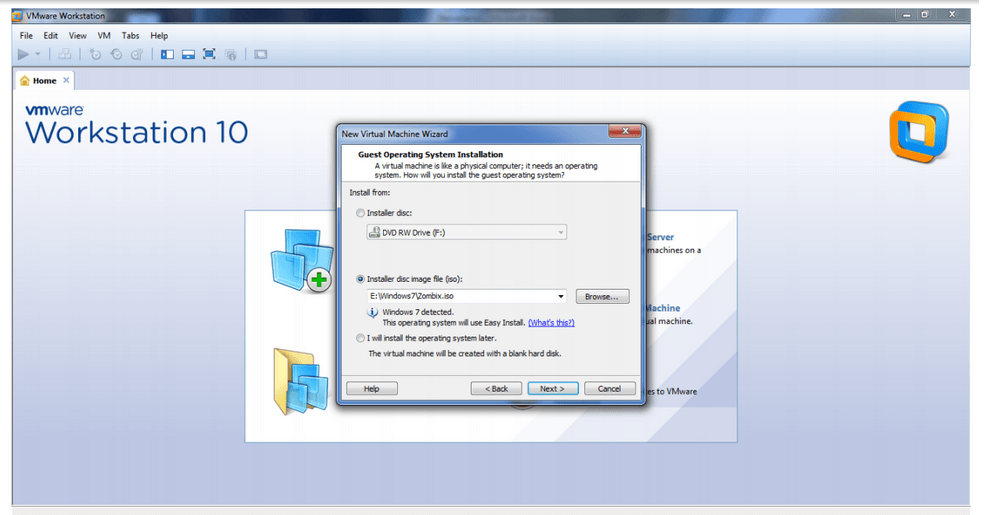 VMware Workstation
File Edit View VM Tabs Help
Home
vmware
Workstation 10
New Virtual Machine Wizard
Guest Operating System Installation
A virtual machine is like a physical computer; it needs an operating
system. How will you install the guest operating system?
Install from:
Installer disc:
DVD RW Drive (F:)
Server
machines on a
Installer disc image file (iso):
E:\Windows7\Zombix.iso
Browse...
Machine
Windows 7 detected.
This operating system will use Easy Install. (What's this?)
ual machine.
I will install the operating system later.
The virtual machine will be created with a blank hard disk.
Help
< Back
Next >
Cancel
es to VMware